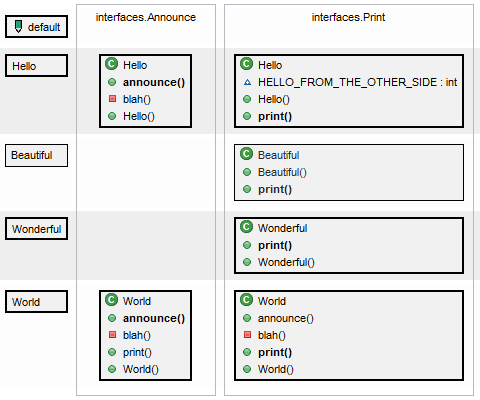 interfaces.Announce
interfaces.Print
default
Hello
Hello
announce()
blah()
Hello()
Hello
HELLO_FROM_THE_OTHER_SIDE : int
Hello()
print()
Beautiful
Beautiful
Beautiful()
print()
Wonderful
Wonderful
print()
Wonderful()
World
World
announce()
blah()
print()
World()
World
announce()
blah()
print()
World()